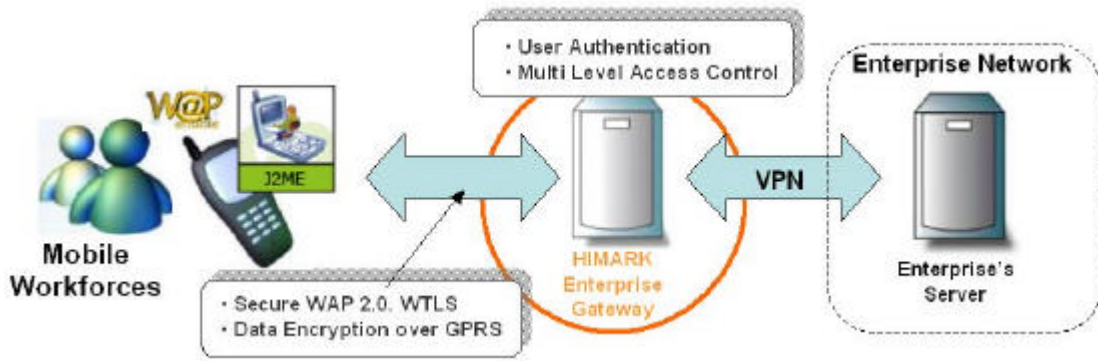 · User Authentication
· Multi Level Access Control
Enterprise Network
W@P
J2ME
VPN
Mobile
Workforces
HIMARK
Enterprise
Gateway
Enterprise's
Server
· Secure WAP 2.0. WTLS
· Data Encryption over GPRS